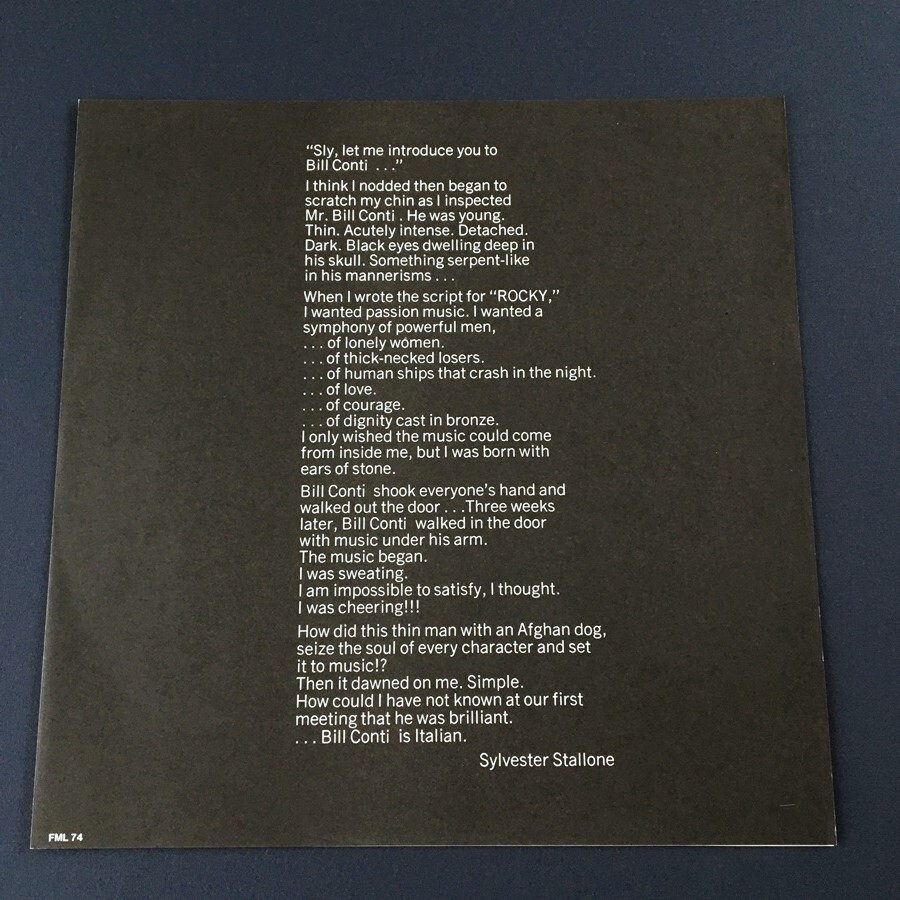 “Sly, let me introduce you to
Bill Conti ...”
I think I nodded then began to
scratch my chin as I inspected
Mr. Bill Conti . He was young.
Thin. Acutely intense. Detached.
Dark. Black eyes dwelling deep in
his skull. Something serpent-like
in his mannerisms ...
When I wrote the script for “ROCKY,”
I wanted passion music. I wanted a
symphony of powerful men,
... of lonely women.
... of thick-necked losers.
... of human ships that crash in the night.
... of love.
... of courage.
... of dignity cast in bronze.
I only wished the music could come
from inside me, but I was born with
ears of stone.
Bill Conti shook everyone’s hand and
walked out the door ...Three weeks
later, Bill Conti walked in the door
with music under his arm.
The music began.
I was sweating.
I am impossible to satisfy, I thought.
I was cheering!!!
How did this thin man with an Afghan dog,
seize the soul of every character and set
it to music!?
Then it dawned on me. Simple.
How could I have not known at our first
meeting that he was brilliant.
... Bill Conti is Italian.
Sylvester Stallone
FML 74